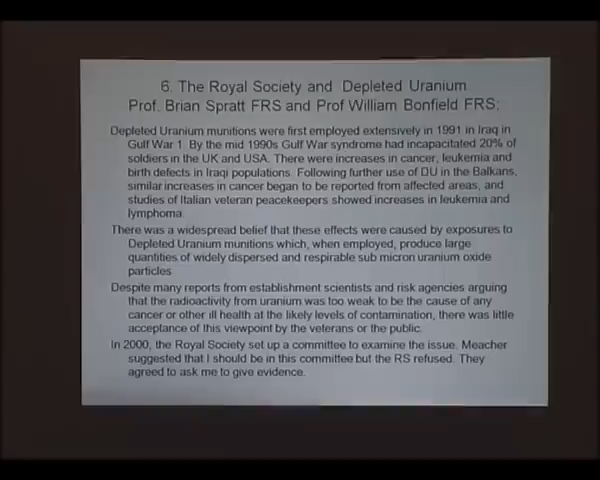 6. The Royal Society and Depleted Uranium
Prof. Brian Spratt FRS and Prof William Bonfield FRS;
Depleted Uranium munitions were first employed extensively in 1991 in Iraq in
Gulf War 1. By the mid 1990s Gulf War syndrome had incapacitated 20% of
soldiers in the UK and USA. There were increases in cancer, leukemia and
birth defects in Iraqi populations. Following further use of DU in the Balkans,
similar increases in cancer began to be reported from affected areas, and
studies of Italian veteran peacekeepers showed increases in leukemia and
lymphoma.
There was a widespread belief that these effects were caused by exposures to
Depleted Uranium munitions which, when employed, produce large
quantities of widely dispersed and respirable sub micron uranium oxide
particles.
Despite many reports from establishment scientists and risk agencies arguing
that the radioactivity from uranium was too weak to be the cause of any
cancer or other ill health at the likely levels of contamination, there was little
acceptance of this viewpoint by the veterans or the public.
In 2000, the Royal Society set up a committee to examine the issue. Meacher
suggested that I should be in this committee but the RS refused. They
agreed to ask me to give evidence.